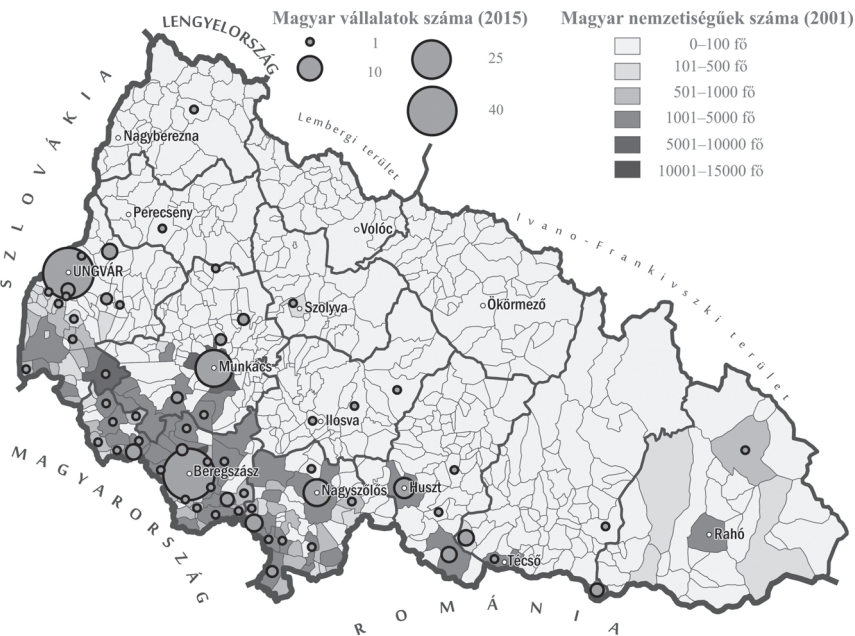 Magyar vállalatok száma (2015)
1
10
25
40
Magyar nemzetiségűek száma (2001)
0–100 fő
101–500 fő
501–1000 fő
1001–5000 fő
5001–10000 fő
10001–15000 fő
LENGYELORSZÁG
SZLOVÁKIA
Lembergi terület
Ivano-Frankivszki terület
MAGYARORSZÁG
ROMÁNIA
Nagyberezna
Perecseny
Volóc
UNGVÁR
Szolyva
Ökörmező
Munkács
Ilosva
Beregszász
Nagyszőlős
Huszt
Técső
Rahó